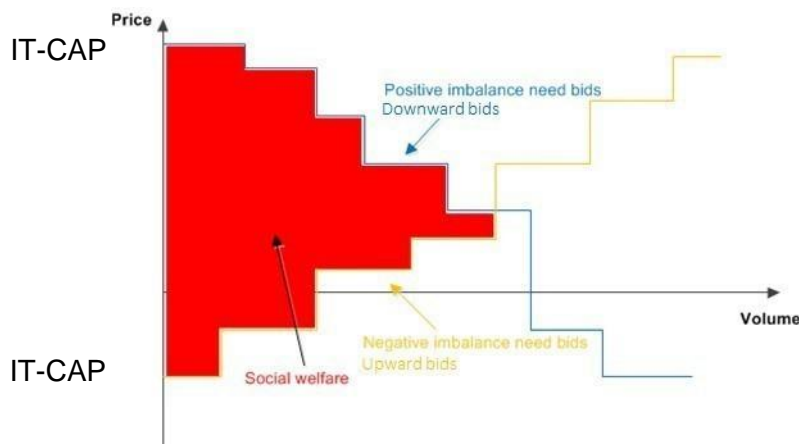 Price
IT-CAP
Positive imbalance need bids
Downward bids
Volume
Negative imbalance need bids
Upward bids
IT-CAP
Social welfare